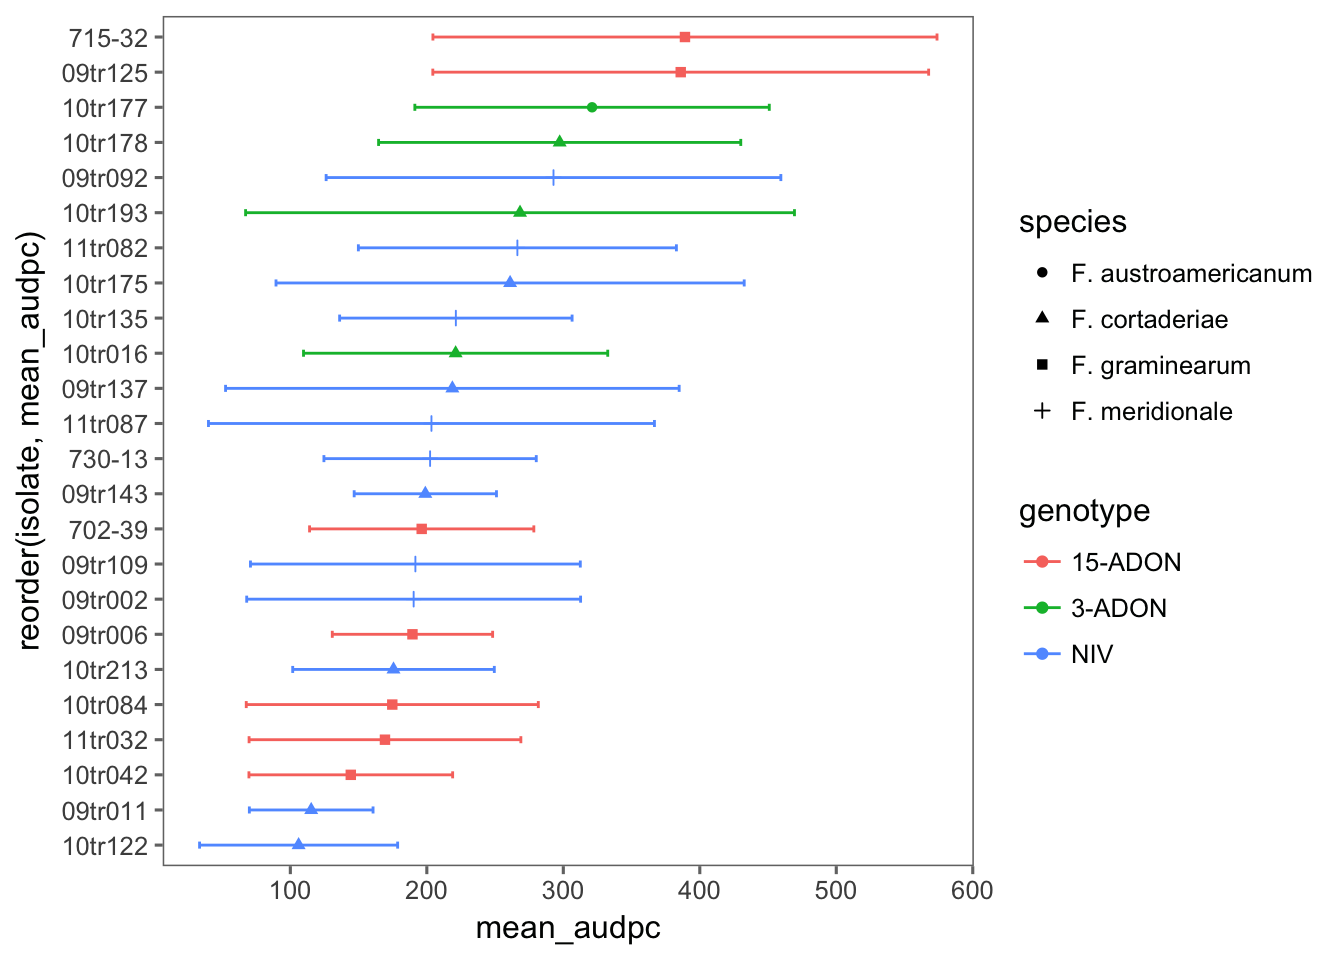 reorder(isolate, mean_audpc)
715-32
09tr125
10tr177
10tr178
09tr092
10tr193
11tr082
10tr175
10tr135
10tr016
09tr137
11tr087
730-13
09tr143
702-39
09tr109
09tr002
09tr006
10tr213
10tr084
11tr032
10tr042
09tr011
10tr122
100 200 300 400 500 600
mean_audpc
species
F. austroamericanum
F. cortaderiae
F. graminearum
F. meridionale
genotype
15-ADON
3-ADON
NIV